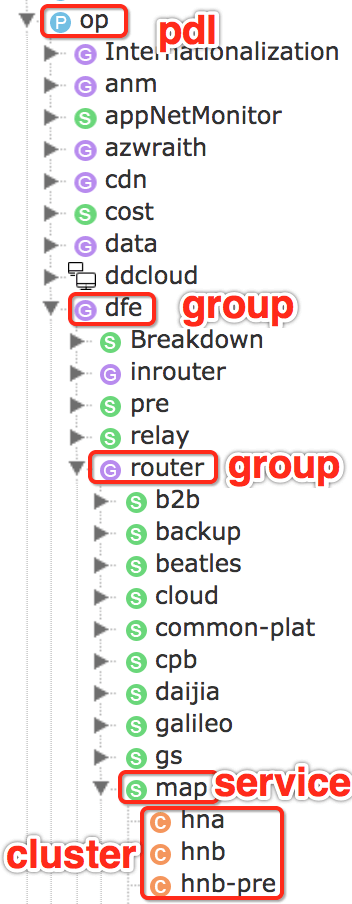 P op pdl
G Internationalization
G anm
S appNetMonitor
G azwraith
G cdn
S cost
G data
ddcloud
G dfe group
S Breakdown
G inrouter
S pre
S relay
G router group
S b2b
S backup
S beatles
S cloud
S common-plat
S cpb
S daijia
S galileo
S gs
S map service
C hna
cluster C hnb
C hnb-pre